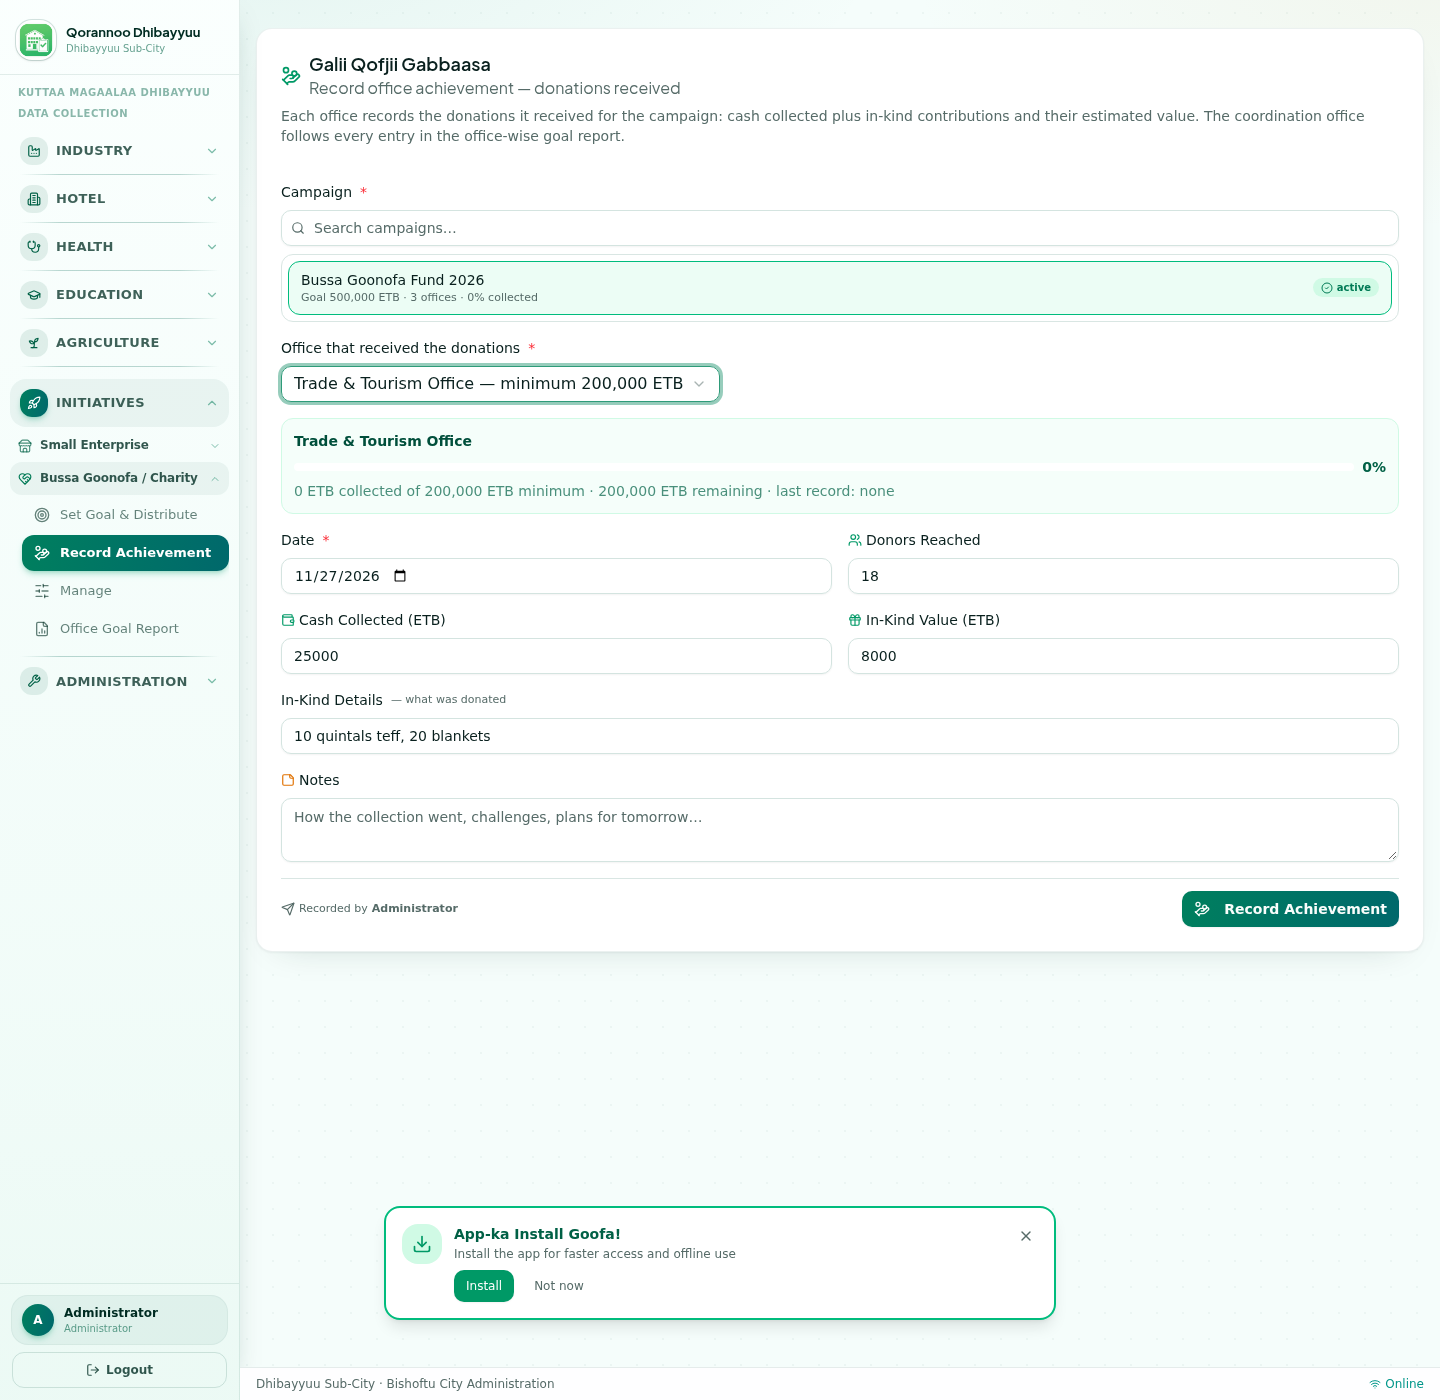 Qorannoo Dhibayyuu
Dhibayyuu Sub-City
KUTTAA MAGAALAA DHIBAYYUU
DATA COLLECTION
INDUSTRY
HOTEL
HEALTH
EDUCATION
AGRICULTURE
INITIATIVES
Small Enterprise
Bussa Goonofa / Charity
Set Goal & Distribute
Record Achievement
Manage
Office Goal Report
ADMINISTRATION
A
Administrator
Administrator
Logout
Galii Qofjii Gabbaasa
Record office achievement — donations received
Each office records the donations it received for the campaign: cash collected plus in-kind contributions and their estimated value. The coordination office
follows every entry in the office-wise goal report.
Campaign *
Search campaigns...
Bussa Goonofa Fund 2026
Goal 500,000 ETB · 3 offices · 0% collected
active
Office that received the donations *
Trade & Tourism Office — minimum 200,000 ETB
Trade & Tourism Office
0%
0 ETB collected of 200,000 ETB minimum · 200,000 ETB remaining · last record: none
Date *
11/27/2026
Donors Reached
18
Cash Collected (ETB)
25000
In-Kind Value (ETB)
8000
In-Kind Details — what was donated
10 quintals teff, 20 blankets
Notes
How the collection went, challenges, plans for tomorrow...
Recorded by Administrator
Record Achievement
App-ka Install Goofa!
Install the app for faster access and offline use
Install
Not now
Dhibayyuu Sub-City · Bishoftu City Administration
Online